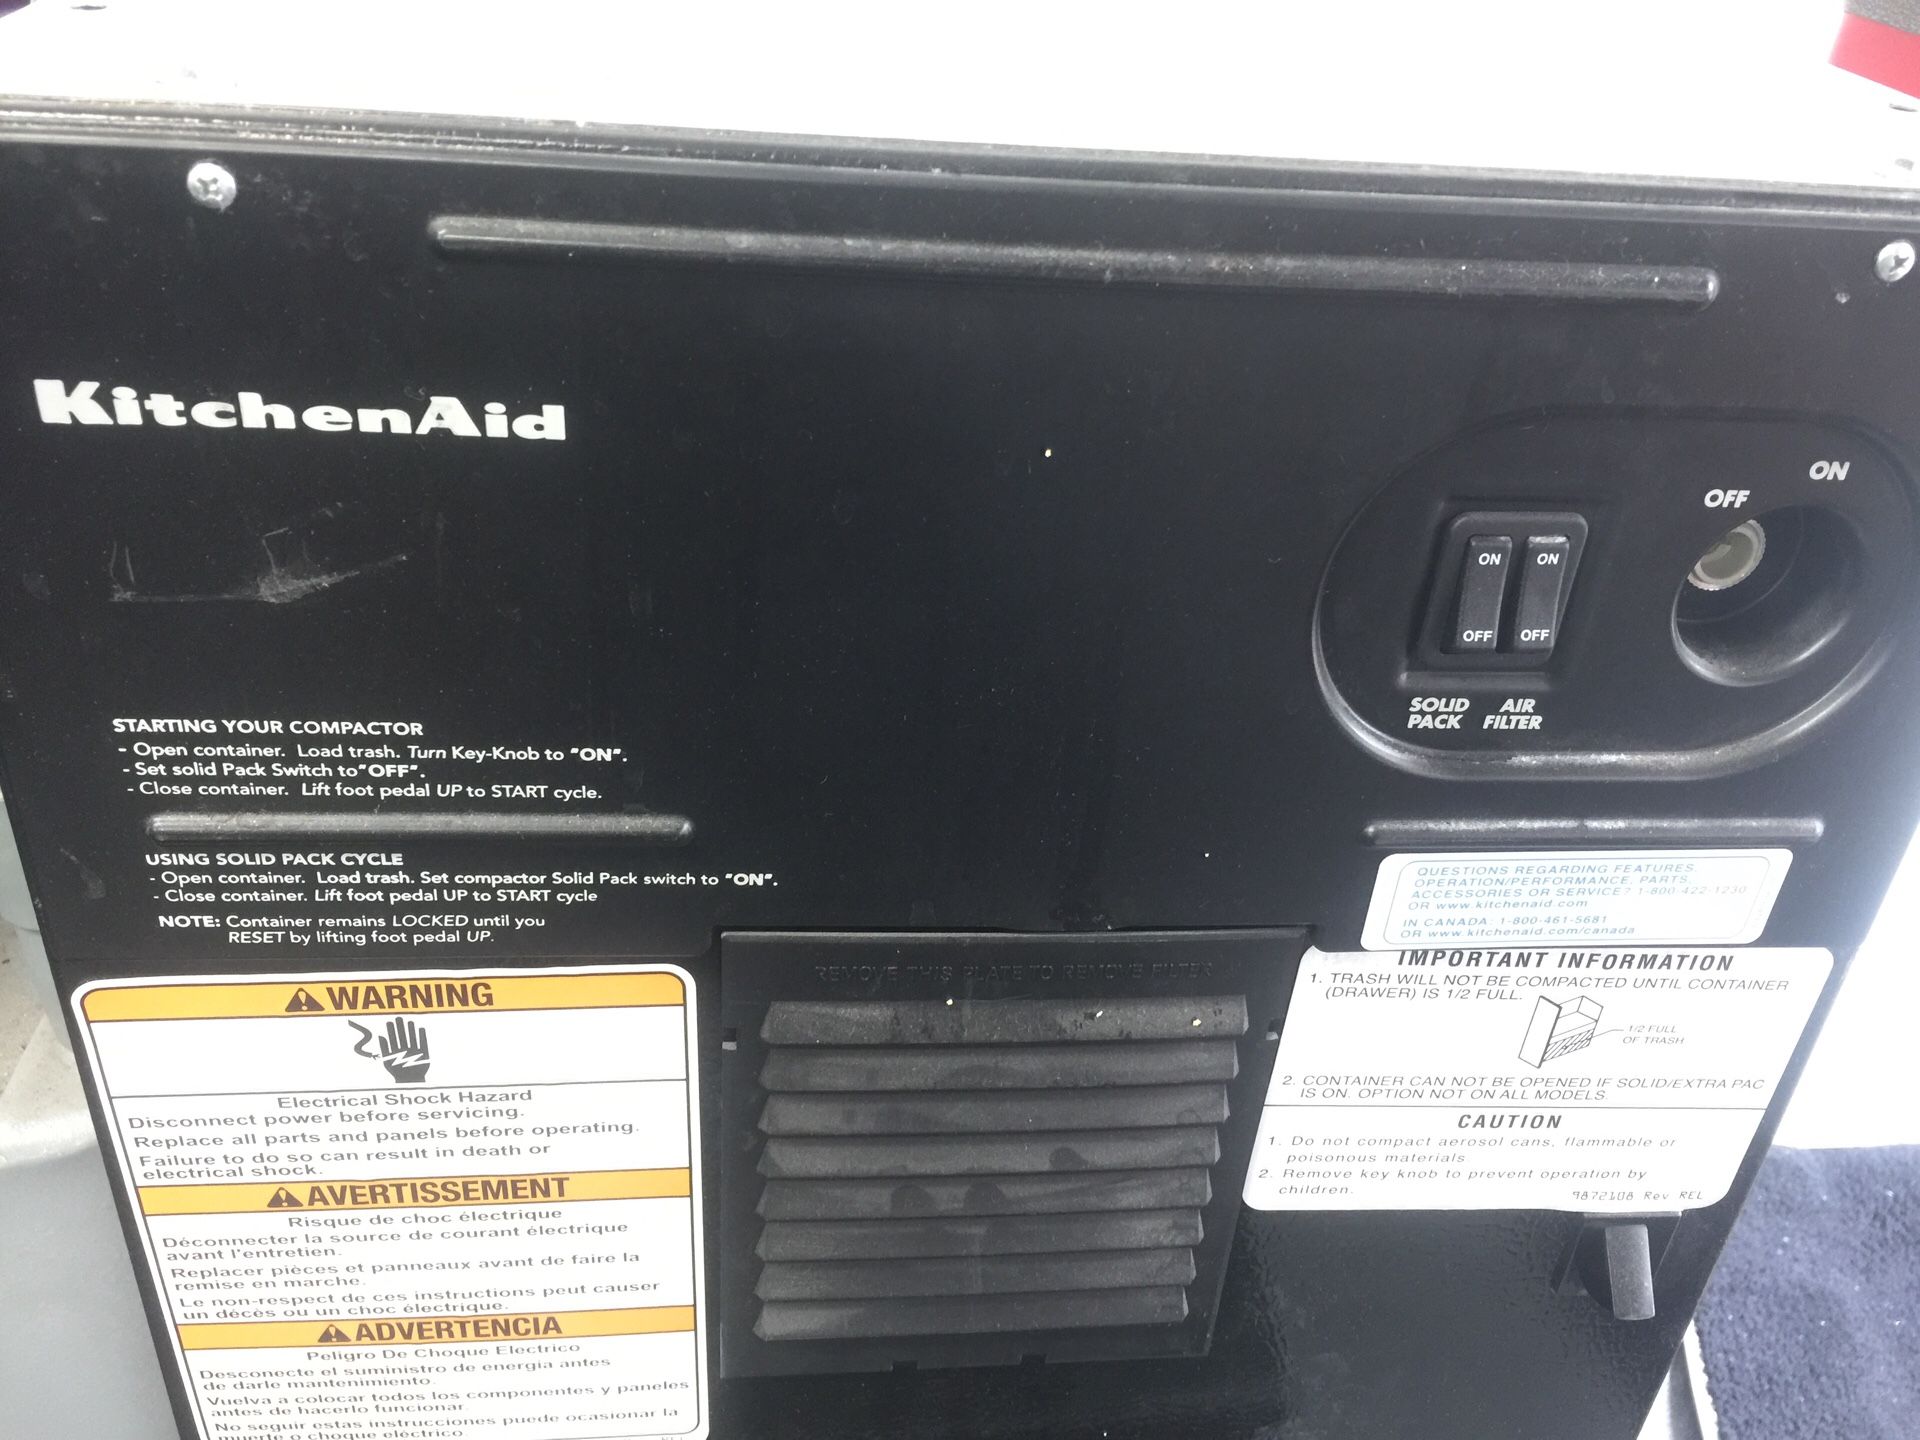 KitchenAid
ON
OFF
ON
ON
OFF
OFF
SOLID PACK
AIR FILTER
STARTING YOUR COMPACTOR
- Open container. Load trash. Turn Key-Knob to "ON".
- Set solid Pack Switch to"OFF".
- Close container. Lift foot pedal UP to START cycle.
USING SOLID PACK CYCLE
- Open container. Load trash. Set compactor Solid Pack switch to "ON".
- Close container. Lift foot pedal UP to START cycle
NOTE: Container remains LOCKED until you
RESET by lifting foot pedal UP.
QUESTIONS REGARDING FEATURES,
OPERATION/PERFORMANCE, PARTS,
ACCESSORIES OR SERVICE? 1-800-422-1230
OR www.kitchenaid.com
IN CANADA: 1-800-461-5681
OR www.kitchenaid.com/canada
WARNING
Electrical Shock Hazard
Disconnect power before servicing.
Replace all parts and panels before operating.
Failure to do so can result in death or
electrical shock.
AVERTISSEMENT
Risque de choc électrique
Déconnecter la source de courant électrique
avant l'entretien.
Replacer pièces et panneaux avant de faire la
remise en marche.
Le non-respect de ces instructions peut causer
un décès ou un choc électrique.
ADVERTENCIA
Peligro De Choque Electrico
Desconecte el suministro de energia antes
de darle mantenimiento.
Vuelva a colocar todos los componentes y paneles
antes de hacerlo funcionar.
No seguir estas instrucciones puede ocasionar la
muerte o choque eléctrico.
REMOVE THIS PLATE TO REMOVE FILTER
IMPORTANT INFORMATION
1. TRASH WILL NOT BE COMPACTED UNTIL CONTAINER
(DRAWER) IS 1/2 FULL.
1/2 FULL
OF TRASH
2. CONTAINER CAN NOT BE OPENED IF SOLID/EXTRA PAC
IS ON. OPTION NOT ON ALL MODELS.
CAUTION
1. Do not compact aerosol cans, flammable or
poisonous materials
2. Remove key knob to prevent operation by
children.
9872108 Rev REL